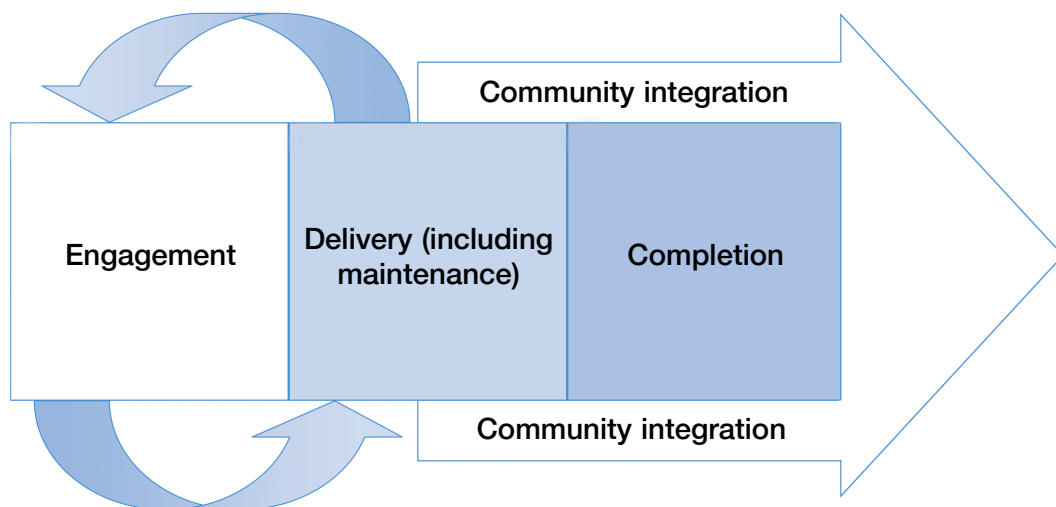 Community integration
Engagement
Delivery (including
maintenance)
Completion
Community integration